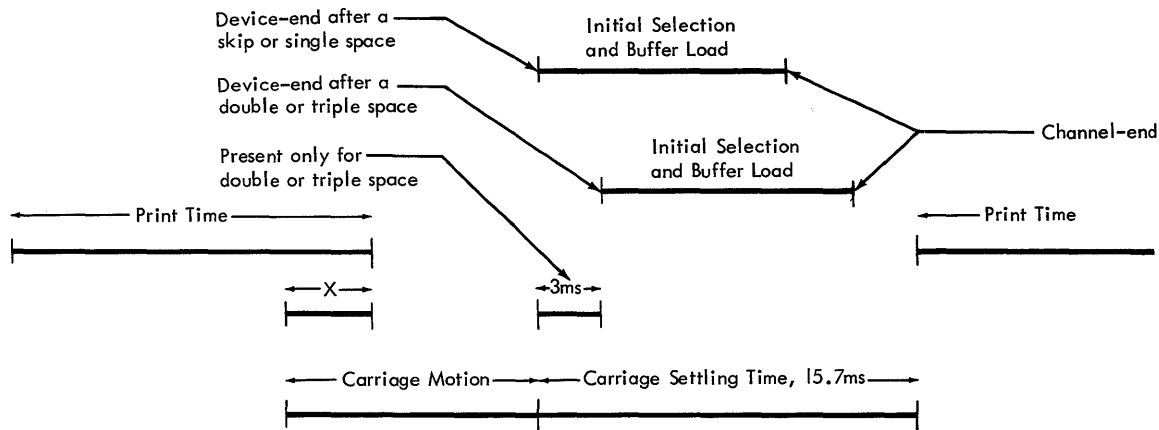 Device-end after a
skip or single space
Initial Selection
and Buffer Load
Device-end after a
double or triple space
Channel-end
Present only for
double or triple space
Initial Selection
and Buffer Load
Print Time
Print Time
X
3ms
Carriage Motion
Carriage Settling Time, 15.7ms